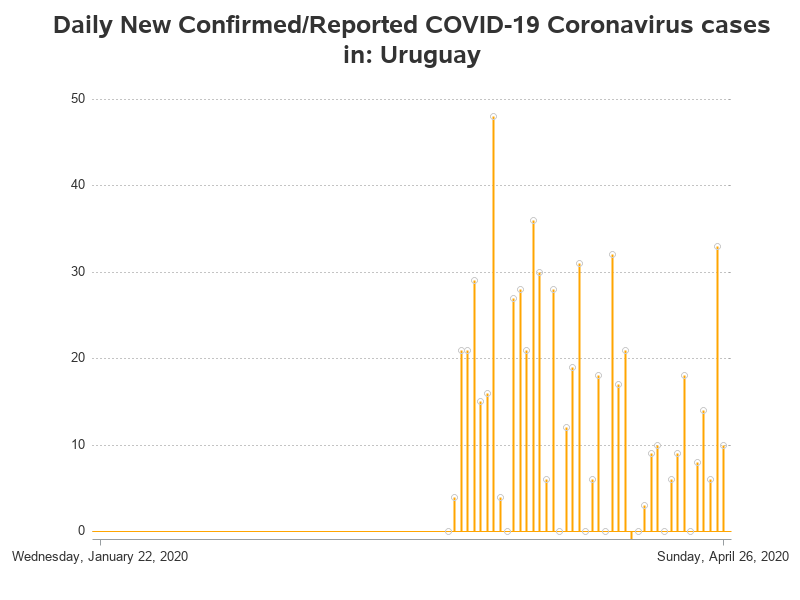 Daily New Confirmed/Reported COVID-19 Coronavirus cases
in: Uruguay
50
40
30
20
10
0
Wednesday, January 22, 2020
Sunday, April 26, 2020